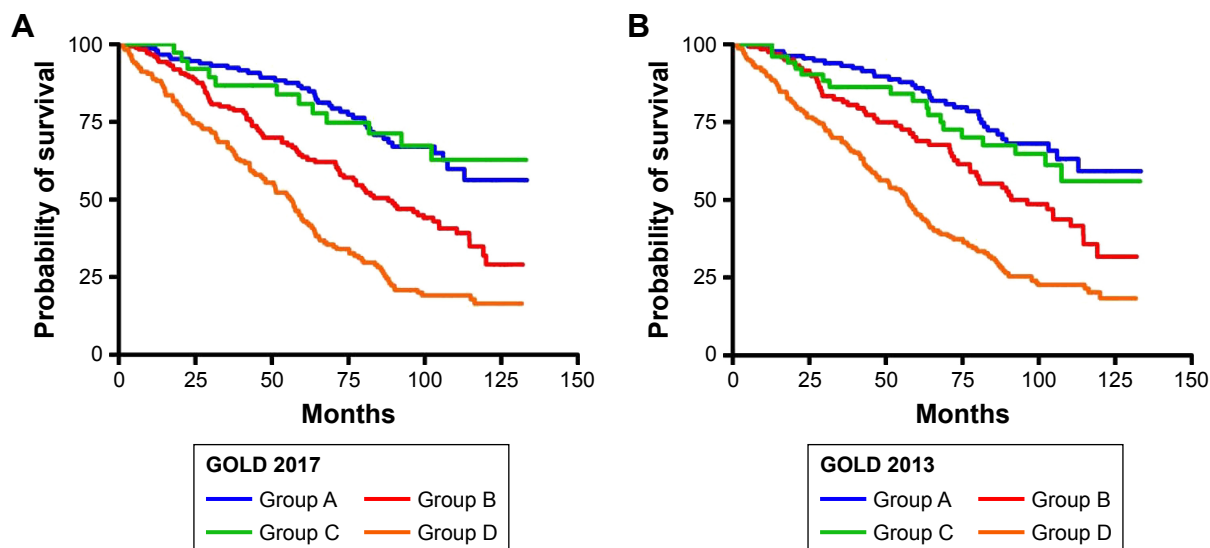 A
Probability of survival
100
75
50
25
0
0 25 50 75 100 125 150
Months
GOLD 2017
Group A Group B
Group C Group D
B
Probability of survival
100
75
50
25
0
0 25 50 75 100 125 150
Months
GOLD 2013
Group A Group B
Group C Group D